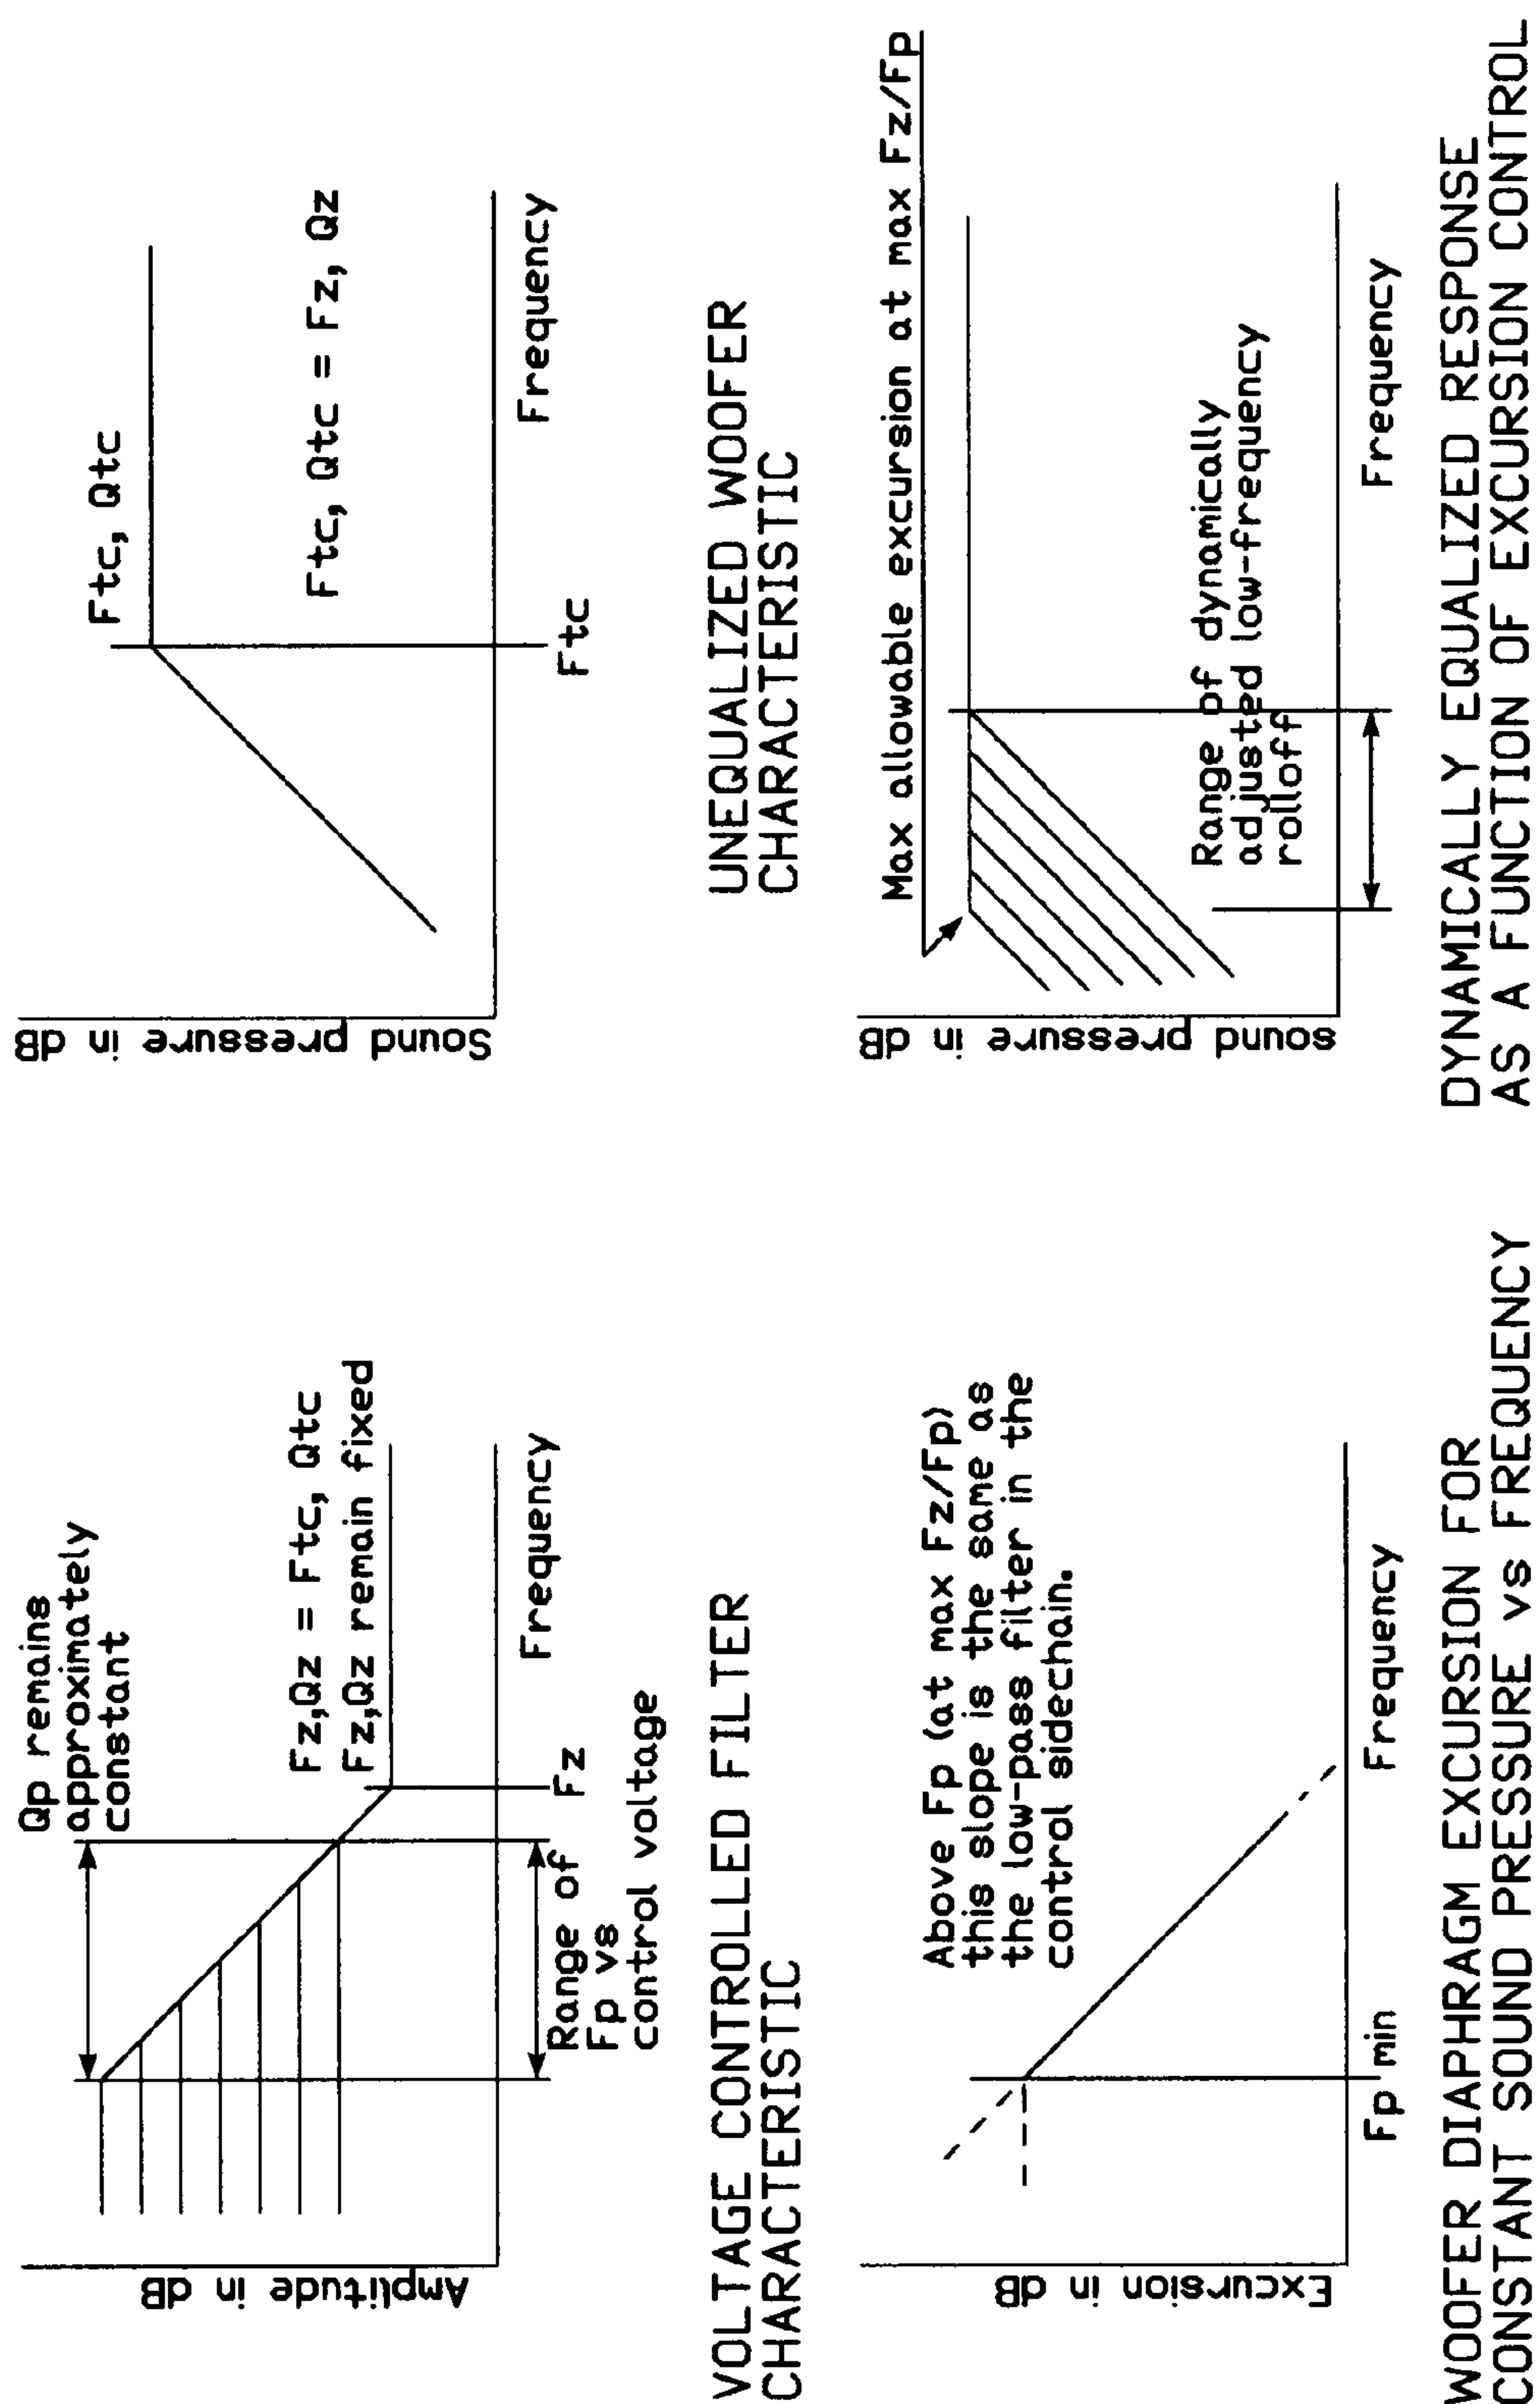 Qp remains
approximately
constant
Fz,Qz = Ftc, Qtc
Fz,Qz remain fixed
Amplitude in dB
Frequency
Fz
Range of
Fp vs
control voltage
VOLTAGE CONTROLLED FILTER
CHARACTERISTIC
Ftc, Qtc
Ftc, Qtc = Fz, Qz
Sound pressure in dB
Frequency
Ftc
UNEQUALIZED WOOFER
CHARACTERISTIC
Above Fp (at max Fz/Fp)
this slope is the same as
the low-pass filter in the
control sidechain.
Excursion in dB
Fp min
Frequency
WOOFER DIAPHRAGM EXCURSION FOR
CONSTANT SOUND PRESSURE vs FREQUENCY
Max allowable excursion at max Fz/Fp
sound pressure in dB
Range of dynamically
adjusted low-frequency
rolloff
Frequency
DYNAMICALLY EQUALIZED RESPONSE
AS A FUNCTION OF EXCURSION CONTROL